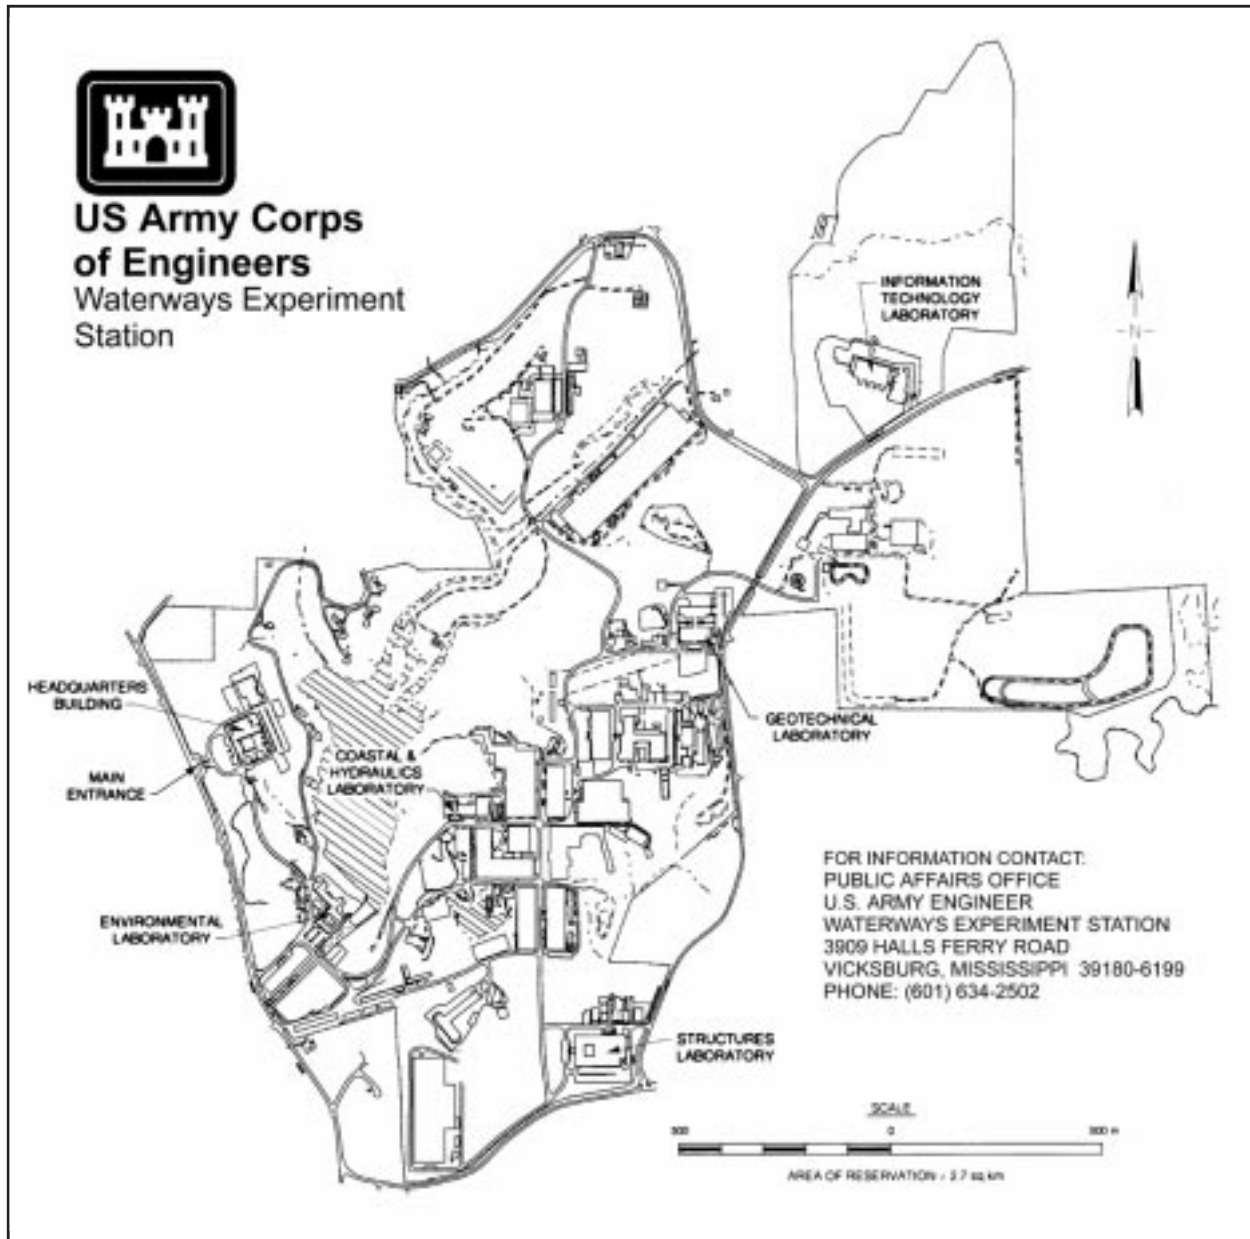 US Army Corps
of Engineers
Waterways Experiment
Station
INFORMATION
TECHNOLOGY
LABORATORY
N
HEADQUARTERS
BUILDING
MAIN
ENTRANCE
COASTAL &
HYDRAULICS
LABORATORY
GEOTECHNICAL
LABORATORY
ENVIRONMENTAL
LABORATORY
STRUCTURES
LABORATORY
FOR INFORMATION CONTACT:
PUBLIC AFFAIRS OFFICE
U.S. ARMY ENGINEER
WATERWAYS EXPERIMENT STATION
3909 HALLS FERRY ROAD
VICKSBURG, MISSISSIPPI 39180-6199
PHONE: (601) 634-2502
SCALE
0
AREA OF RESERVATION - 2.7 sq km